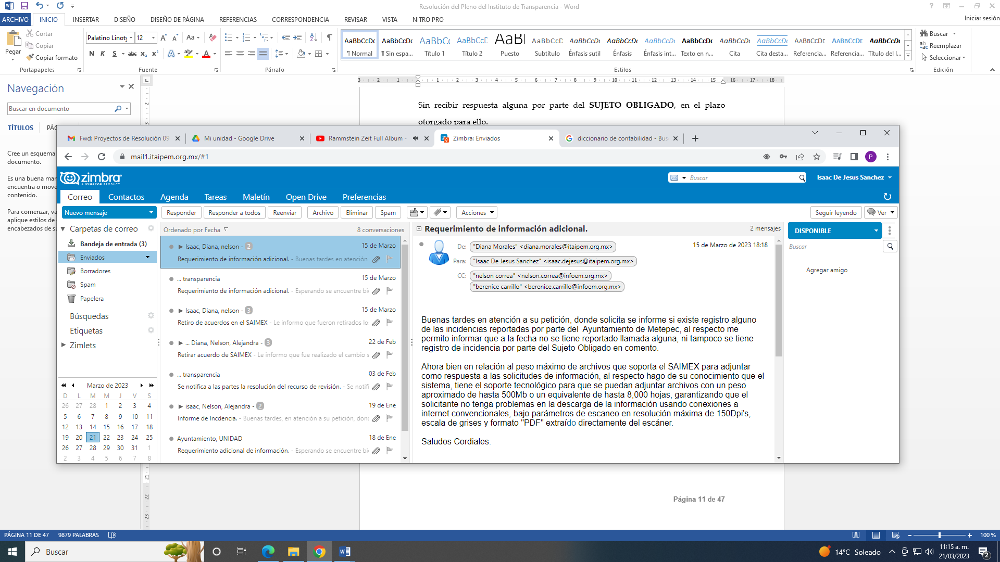 Resolución del Pleno del Instituto de Transparencia - Word
ARCHIVO INICIO INSERTAR DISEÑO DISEÑO DE PÁGINA REFERENCIAS CORRESPONDENCIA REVISAR VISTA NITRO PRO
Iniciar sesión
Pegar
Cortar
Copiar
Copiar formato
Portapapeles
Palatino Linoty 12
N K S abc x₂ x²
Fuente
Párrafo
AaBbCcDc AaBbCcDc AaBbCc AaBbCcD AaBl AaBbCcD AaBbCcDc AaBbCcDc AaBbCcDc AaBbCcDc AaBbCcDc AaBbCcDc AABBCCDE AABBCCDE AaBbCcDc
¶ Normal ¶ Sin espa... Título 1 Título 2 Puesto Subtítulo Énfasis sutil Énfasis Énfasis int... Texto en n... Cita Cita desta... Referencia... Referencia... Título del l...
Estilos
Buscar
Reemplazar
Seleccionar
Edición
3 2 1 1 2 3 4 5 6 7 8 9 10 11 12 13 14 15 16 17 18
Navegación
Buscar en documento
TÍTULOS PÁG
Cree un esquema
documento.
Es una buena mar
encuentra o move
contenido.
Para comenzar, va
aplique estilos de
encabezados de su
Sin recibir respuesta alguna por parte del SUJETO OBLIGADO, en el plazo
otorgado para ello.
Fwd: Proyectos de Resolución 09
Mi unidad - Google Drive
Rammstein Zeit Full Album -
Zimbra: Enviados
diccionario de contabilidad - Bus
mail1.itaipem.org.mx/#1
P
zimbra
A SYNACOR PRODUCT
Buscar
Isaac De Jesus Sanchez
Correo Contactos Agenda Tareas Maletín Open Drive Preferencias
Nuevo mensaje
Responder Responder a todos Reenviar Archivo Eliminar Spam Acciones Seguir leyendo Ver
Carpetas de correo
Bandeja de entrada (3)
Enviados
Borradores
Spam
Papelera
Búsquedas
Etiquetas
Zimlets
Marzo de 2023
D L M M J V S
26 27 28 1 2 3 4
5 6 7 8 9 10 11
12 13 14 15 16 17 18
19 20 21 22 23 24 25
26 27 28 29 30 31 1
2 3 4 5 6 7 8
Ordenado por Fecha 8 conversaciones
Isaac, Diana, nelson - 2 15 de Marzo
Requerimiento de información adicional. - Buenas tardes en atención
... transparencia 15 de Marzo
Requerimiento de información adicional. - Esperando se encuentre bi
Isaac, Diana, nelson - 3 15 de Marzo
Retiro de acuerdos en el SAIMEX - Le informo que fueron retirados lo
... Diana, Nelson, Alejandra - 3 22 de Feb
Retirar acuerdo de SAIMEX - Le informo que fue realizado el cambio s
... transparencia 03 de Feb
Se notifica a las partes la resolución del recurso de revisión. - Se notifi
isaac, Nelson, Alejandra - 2 19 de Ene
Informe de Incdencia. - Buenas tardes, en atención a su petición, donc
Ayuntamiento, UNIDAD 18 de Ene
Requerimiento adicional de información. - Esperando se encuentre bi
Requerimiento de información adicional. 2 mensajes
De: "Diana Morales" <diana.morales@itaipem.org.mx> 15 de Marzo de 2023 18:18
Para: "Isaac De Jesus Sanchez" <isaac.dejesus@itaipem.org.mx>
CC: "nelson correa" <nelson.correa@infoem.org.mx>
"berenice carrillo" <berenice.carrillo@infoem.org.mx>
Buenas tardes en atención a su petición, donde solicita se informe si existe registro alguno
de las incidencias reportadas por parte del Ayuntamiento de Metepec, al respecto me
permito informar que a la fecha no se tiene reportado llamada alguna, ni tampoco se tiene
registro de incidencia por parte del Sujeto Obligado en comento.
Ahora bien en relación al peso máximo de archivos que soporta el SAIMEX para adjuntar
como respuesta a las solicitudes de información, al respecto hago de su conocimiento que el
sistema, tiene el soporte tecnológico para que se puedan adjuntar archivos con un peso
aproximado de hasta 500Mb o un equivalente de hasta 8,000 hojas, garantizando que el
solicitante no tenga problemas en la descarga de la información usando conexiones a
internet convencionales, bajo parámetros de escaneo en resolución máxima de 150Dpi's,
escala de grises y formato "PDF" extraído directamente del escáner.
Saludos Cordiales.
DISPONIBLE
Buscar
Agregar amigo
Página 11 de 47
PÁGINA 11 DE 47 9879 PALABRAS 100 %
Buscar
14°C Soleado
11:15 a. m.
21/03/2023
2